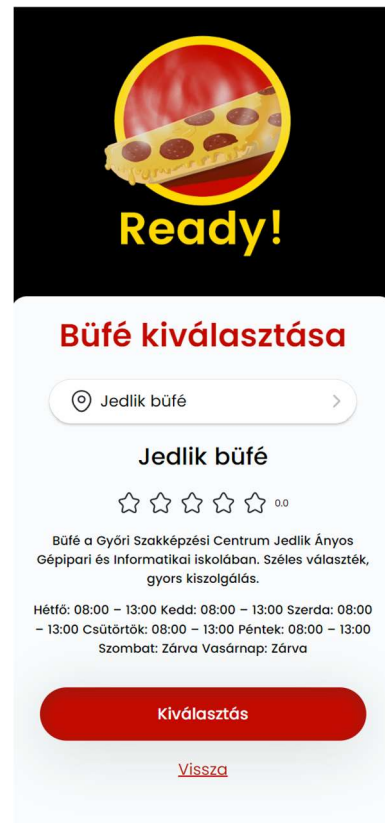 Ready!
Büfé kiválasztása
Jedlik büfé
Jedlik büfé
0.0
Büfé a Győri Szakképzési Centrum Jedlik Ányos
Gépipari és Informatikai iskolában. Széles választék,
gyors kiszolgálás.
Hétfő: 08:00 – 13:00 Kedd: 08:00 – 13:00 Szerda: 08:00
– 13:00 Csütörtök: 08:00 – 13:00 Péntek: 08:00 – 13:00
Szombat: Zárva Vasárnap: Zárva
Kiválasztás
Vissza